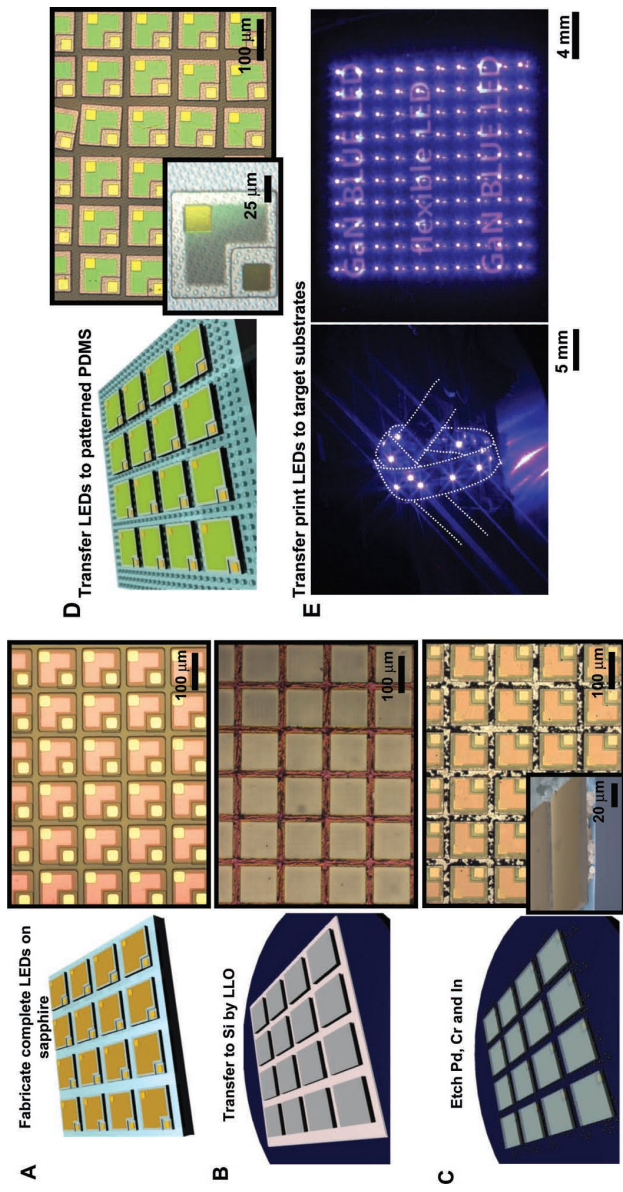 A
Fabricate complete LEDs on
sapphire
100 μm
B
Transfer to Si by LLO
100 μm
C
Etch Pd, Cr and In
20 μm
100 μm
D
Transfer LEDs to patterned PDMS
25 μm
100 μm
E
Transfer print LEDs to target substrates
5 mm
GaN BLUE LED
flexible LED
GaN BLUE LED
4 mm